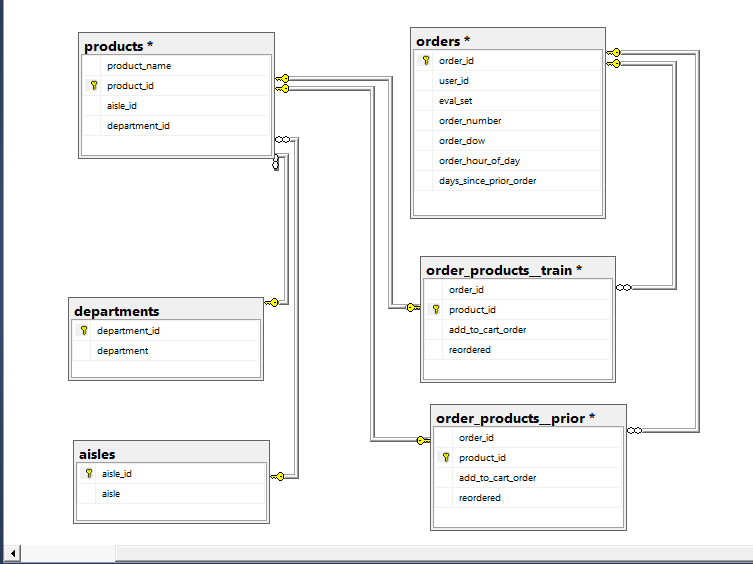 products *
product_name
product_id
aisle_id
department_id
orders *
order_id
user_id
eval_set
order_number
order_dow
order_hour_of_day
days_since_prior_order
order_products__train *
order_id
product_id
add_to_cart_order
reordered
departments
department_id
department
order_products__prior *
order_id
product_id
add_to_cart_order
reordered
aisles
aisle_id
aisle